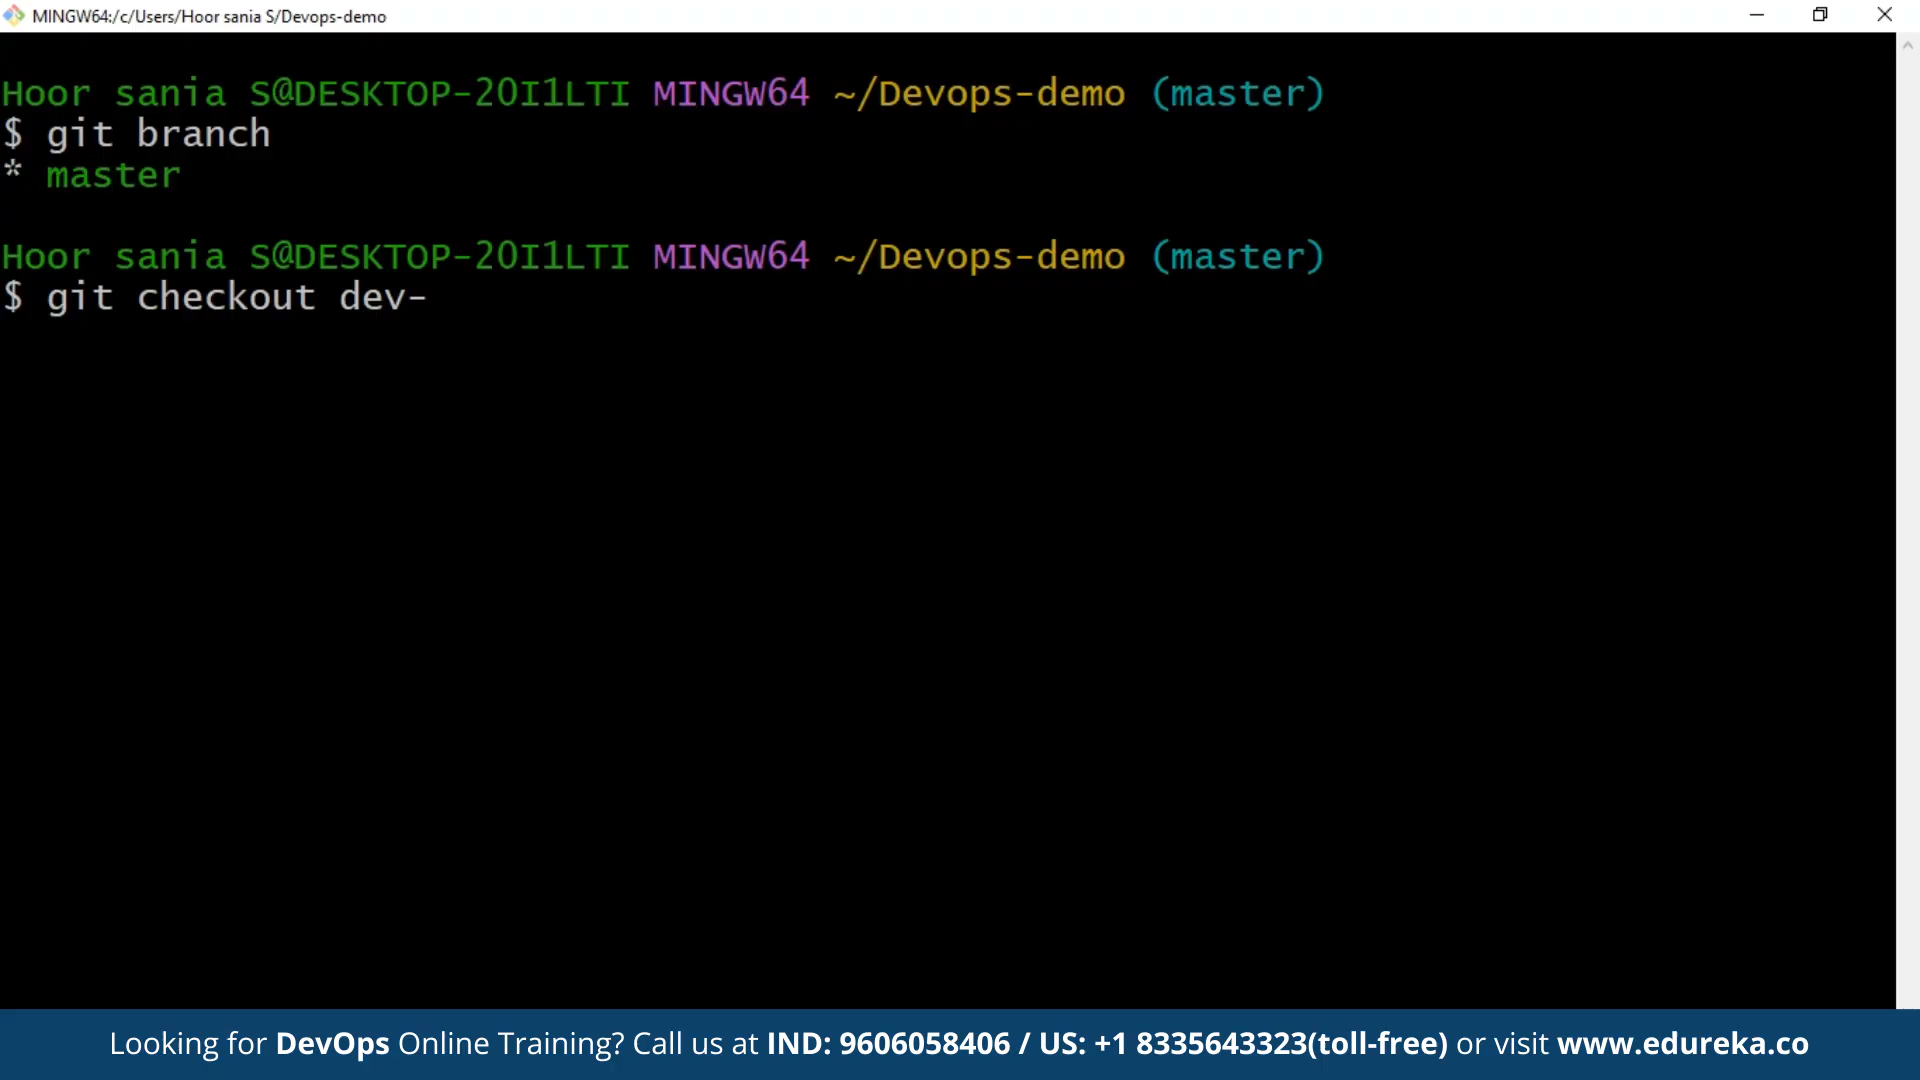 MINGW64:/c/Users/Hoor sania S/Devops-demo
Hoor sania S@DESKTOP-20I1LTI MINGW64 ~/Devops-demo (master)
$ git branch
* master
Hoor sania S@DESKTOP-20I1LTI MINGW64 ~/Devops-demo (master)
$ git checkout dev-
Looking for DevOps Online Training? Call us at IND: 9606058406 / US: +1 8335643323(toll-free) or visit www.edureka.co